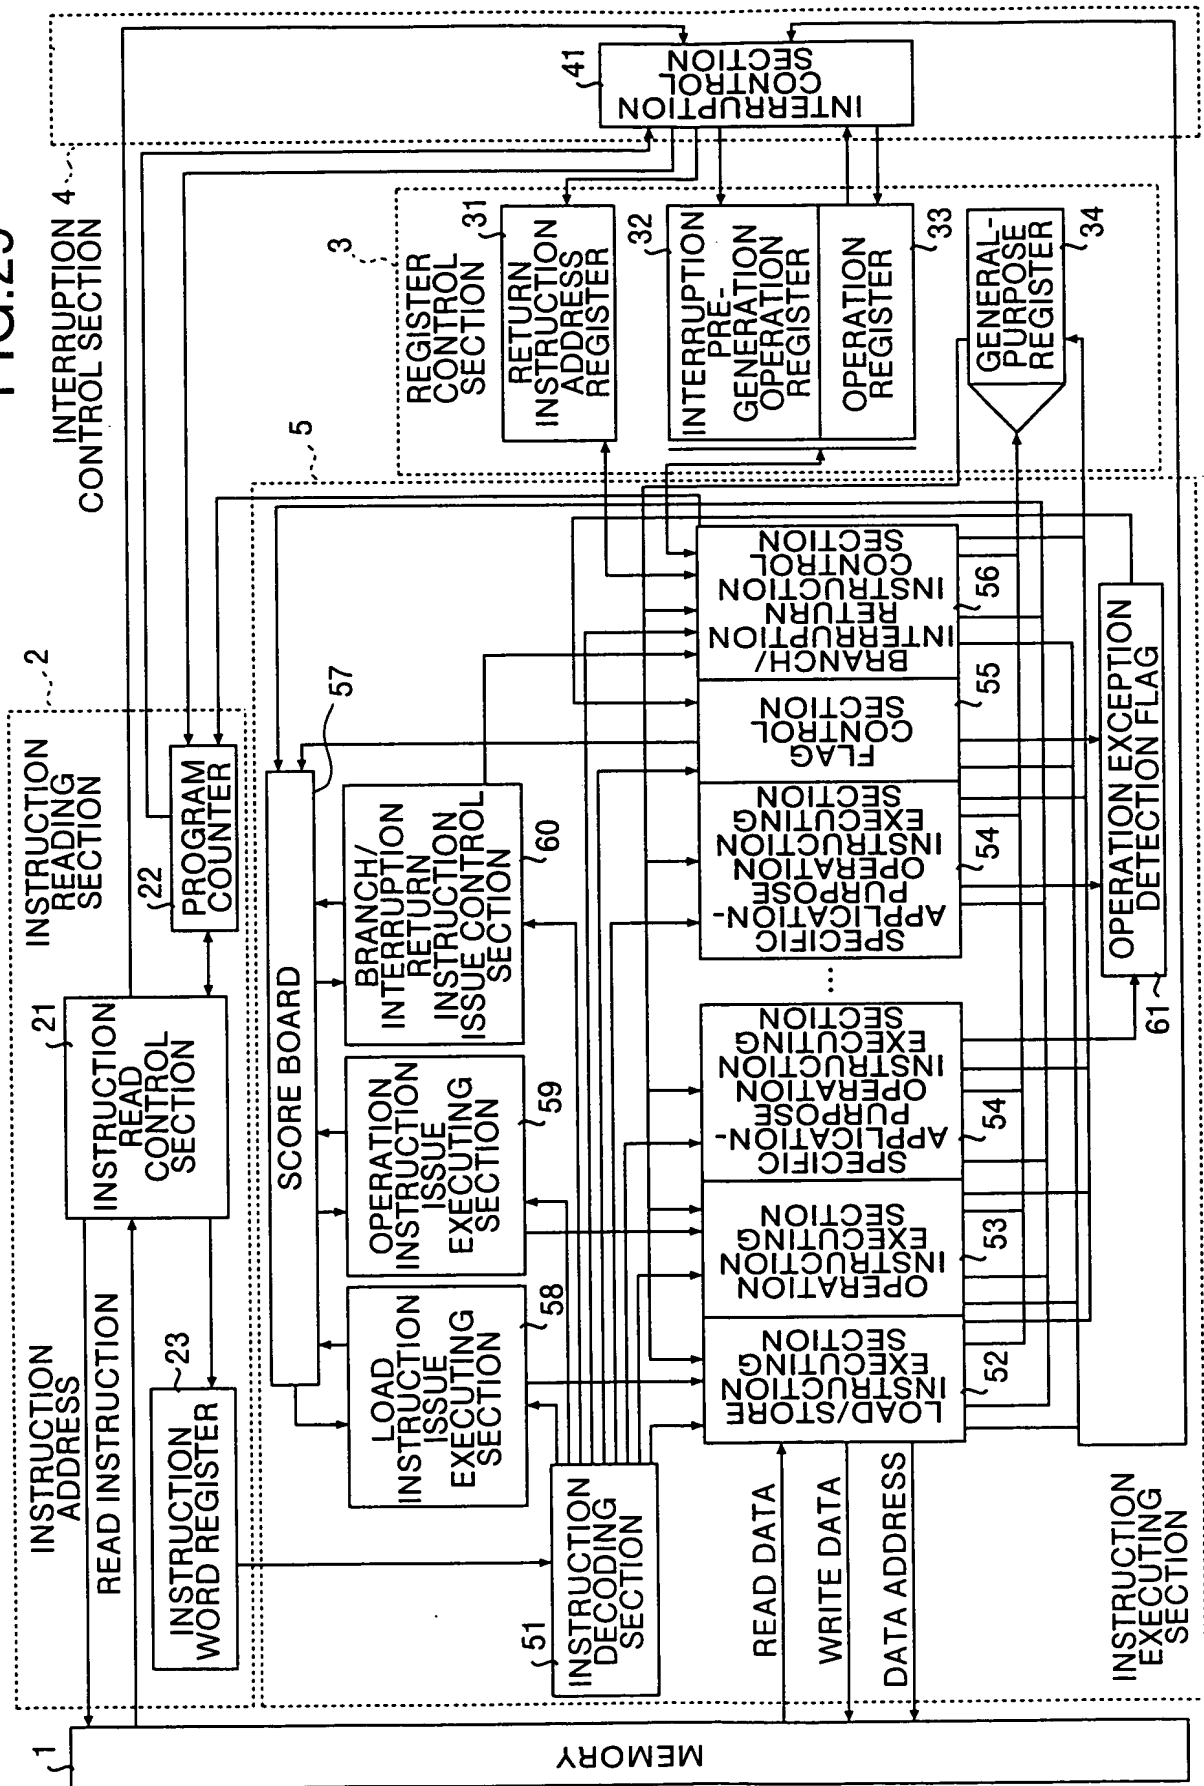 FIG.29
INTERRUPTION 4
CONTROL SECTION
41
INTERRUPTION
CONTROL
SECTION
3
REGISTER
CONTROL
SECTION
31
RETURN
INSTRUCTION
ADDRESS
REGISTER
32
INTERRUPTION
PRE-
GENERATION
OPERATION
REGISTER
OPERATION
REGISTER
33
GENERAL-
PURPOSE
REGISTER
34
5
2
INSTRUCTION
READING
SECTION
22
PROGRAM
COUNTER
21
INSTRUCTION
READ
CONTROL
SECTION
23
INSTRUCTION
WORD REGISTER
INSTRUCTION
ADDRESS
READ INSTRUCTION
57
SCORE BOARD
LOAD
INSTRUCTION
ISSUE
EXECUTING
SECTION
58
OPERATION
INSTRUCTION
ISSUE
EXECUTING
SECTION
59
BRANCH/
INTERRRUPTION
RETURN
INSTRUCTION
ISSUE CONTROL
SECTION
60
51
INSTRUCTION
DECODING
SECTION
LOAD/STORE
INSTRUCTION
EXECUTING
SECTION
52
OPERATION
INSTRUCTION
EXECUTING
SECTION
53
SPECIFIC
APPLICATION-
PURPOSE
OPERATION
INSTRUCTION
EXECUTING
SECTION
54
...
SPECIFIC
APPLICATION-
PURPOSE
OPERATION
INSTRUCTION
EXECUTING
SECTION
54
FLAG
CONTROL
SECTION
55
BRANCH/
INTERRUPTION
RETURN
INSTRUCTION
CONTROL
SECTION
56
OPERATION EXCEPTION
DETECTION FLAG
61
READ DATA
WRITE DATA
DATA ADDRESS
INSTRUCTION
EXECUTING
SECTION
1
MEMORY